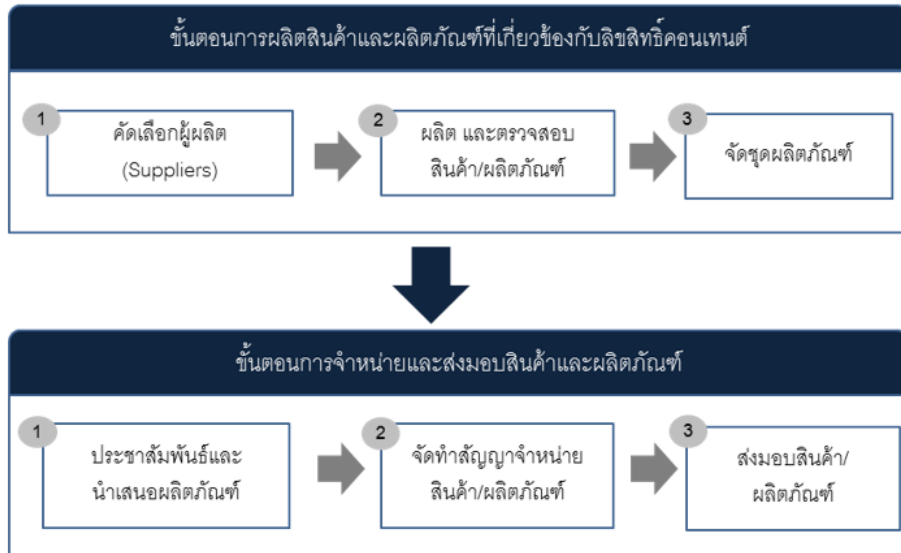 ขั้นตอนการผลิตสินค้าและผลิตภัณฑ์ที่เกี่ยวข้องกับลิขสิทธิ์คอนเทนต์
1
คัดเลือกผู้ผลิต
(Suppliers)
2
ผลิต และตรวจสอบ
สินค้า/ผลิตภัณฑ์
3
จัดชุดผลิตภัณฑ์
ขั้นตอนการจำหน่ายและส่งมอบสินค้าและผลิตภัณฑ์
1
ประชาสัมพันธ์และ
นำเสนอผลิตภัณฑ์
2
จัดทำสัญญาจำหน่าย
สินค้า/ผลิตภัณฑ์
3
ส่งมอบสินค้า/
ผลิตภัณฑ์